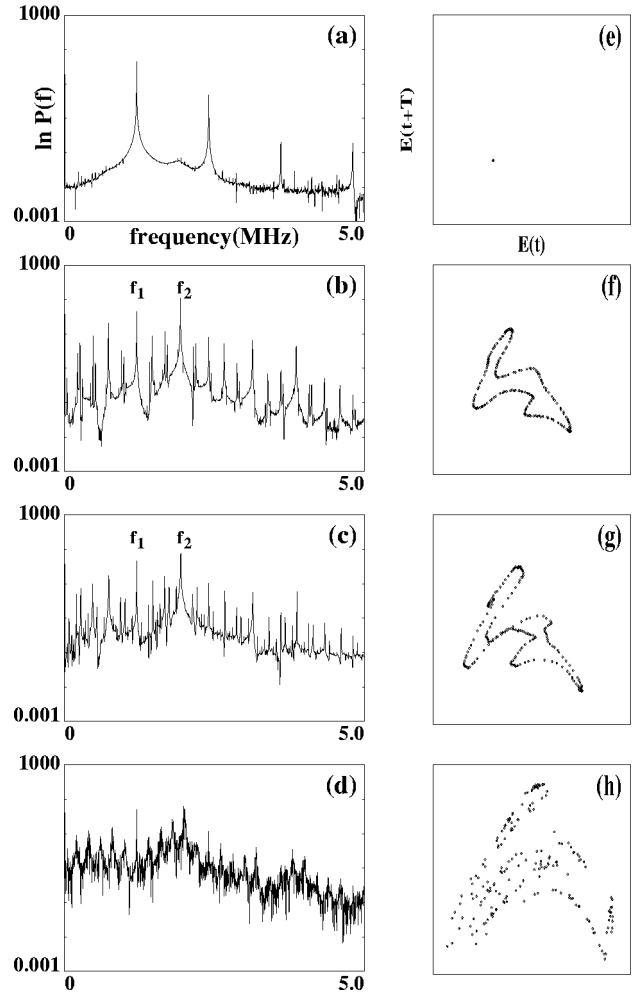 1000
(a)
ln P(f)
0.001
0
frequency(MHz)
5.0
(e)
E(t+T)
E(t)
1000
(b)
f1
f2
0.001
0
5.0
(f)
1000
(c)
f1
f2
0.001
0
5.0
(g)
1000
(d)
0.001
0
5.0
(h)